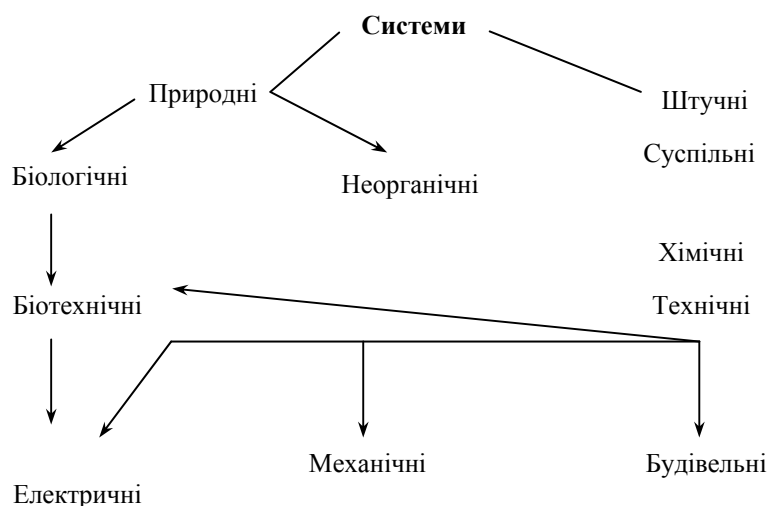 Системи
Природні
Штучні
Суспільні
Біологічні
Неорганічні
Хімічні
Біотехнічні
Технічні
Механічні
Будівельні
Електричні